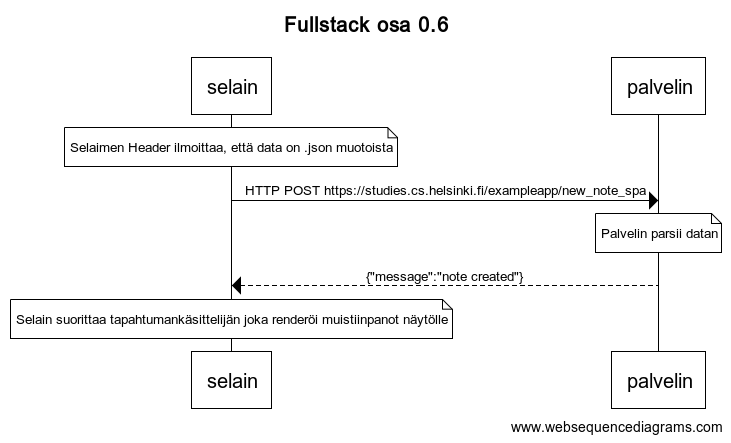 Fullstack osa 0.6
selain
palvelin
Selaimen Header ilmoittaa, että data on .json muotoista
HTTP POST https://studies.cs.helsinki.fi/exampleapp/new_note_spa
Palvelin parsii datan
{"message":"note created"}
Selain suorittaa tapahtumankäsittelijän joka renderöi muistiinpanot näytölle
selain
palvelin
www.websequencediagrams.com